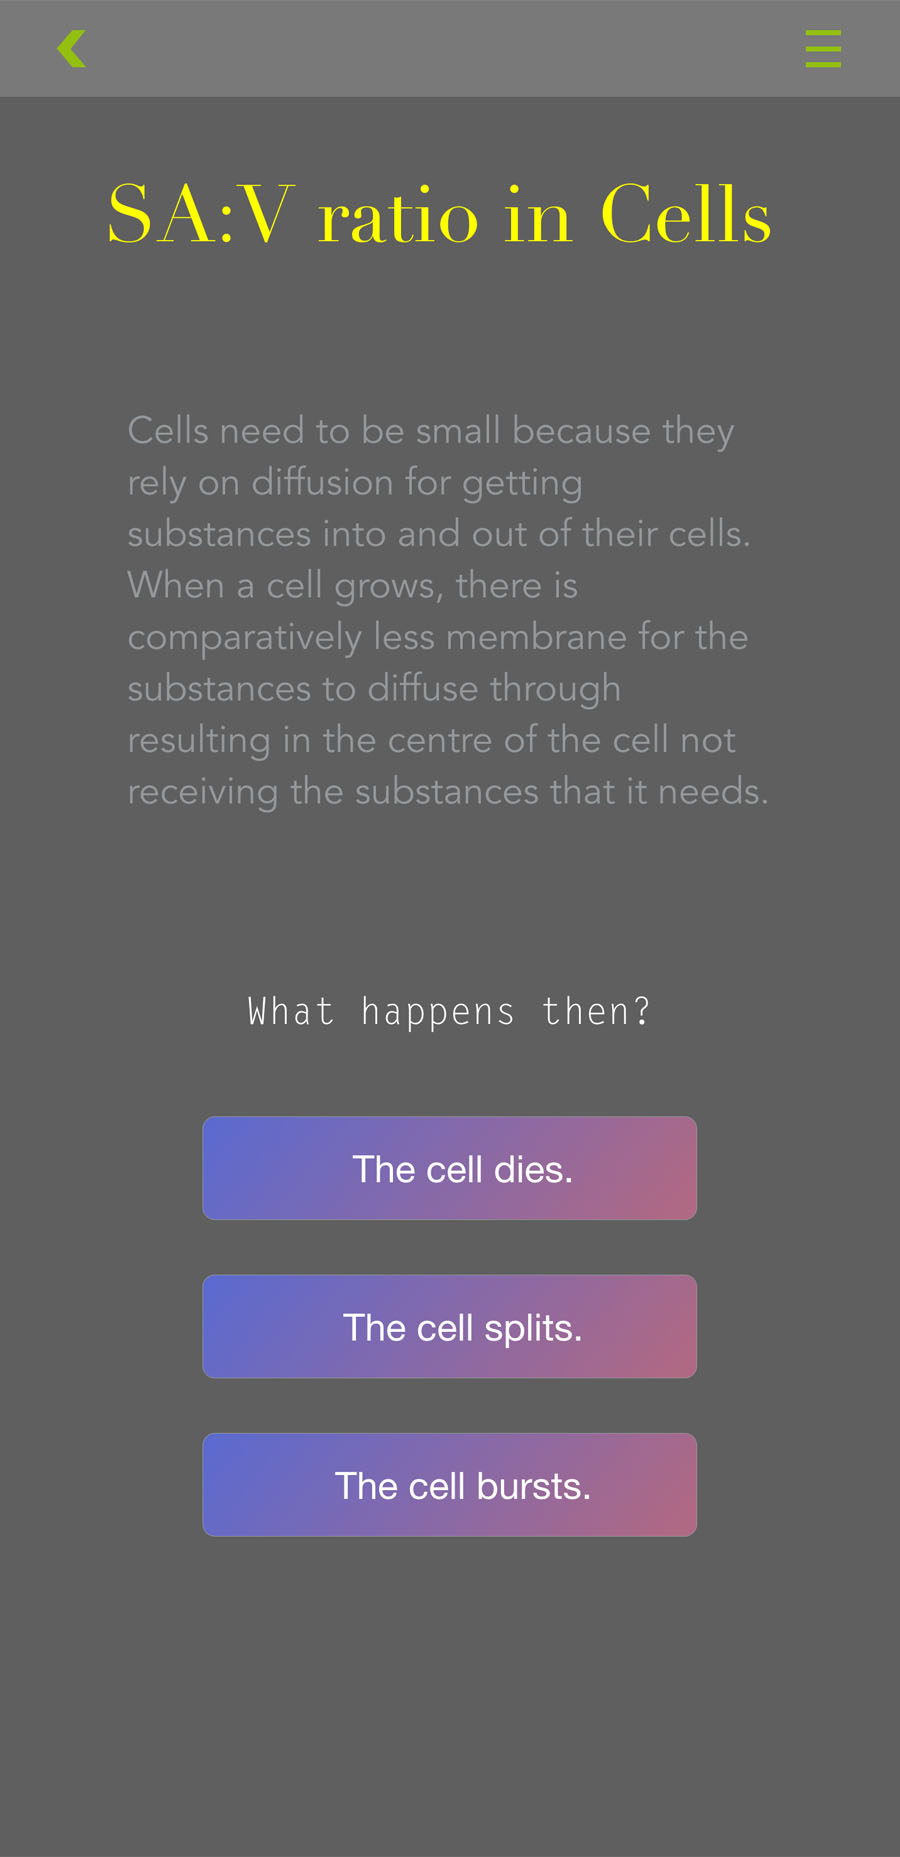 SA:V ratio in Cells
Cells need to be small because they
rely on diffusion for getting
substances into and out of their cells.
When a cell grows, there is
comparatively less membrane for the
substances to diffuse through
resulting in the centre of the cell not
receiving the substances that it needs.
What happens then?
The cell dies.
The cell splits.
The cell bursts.